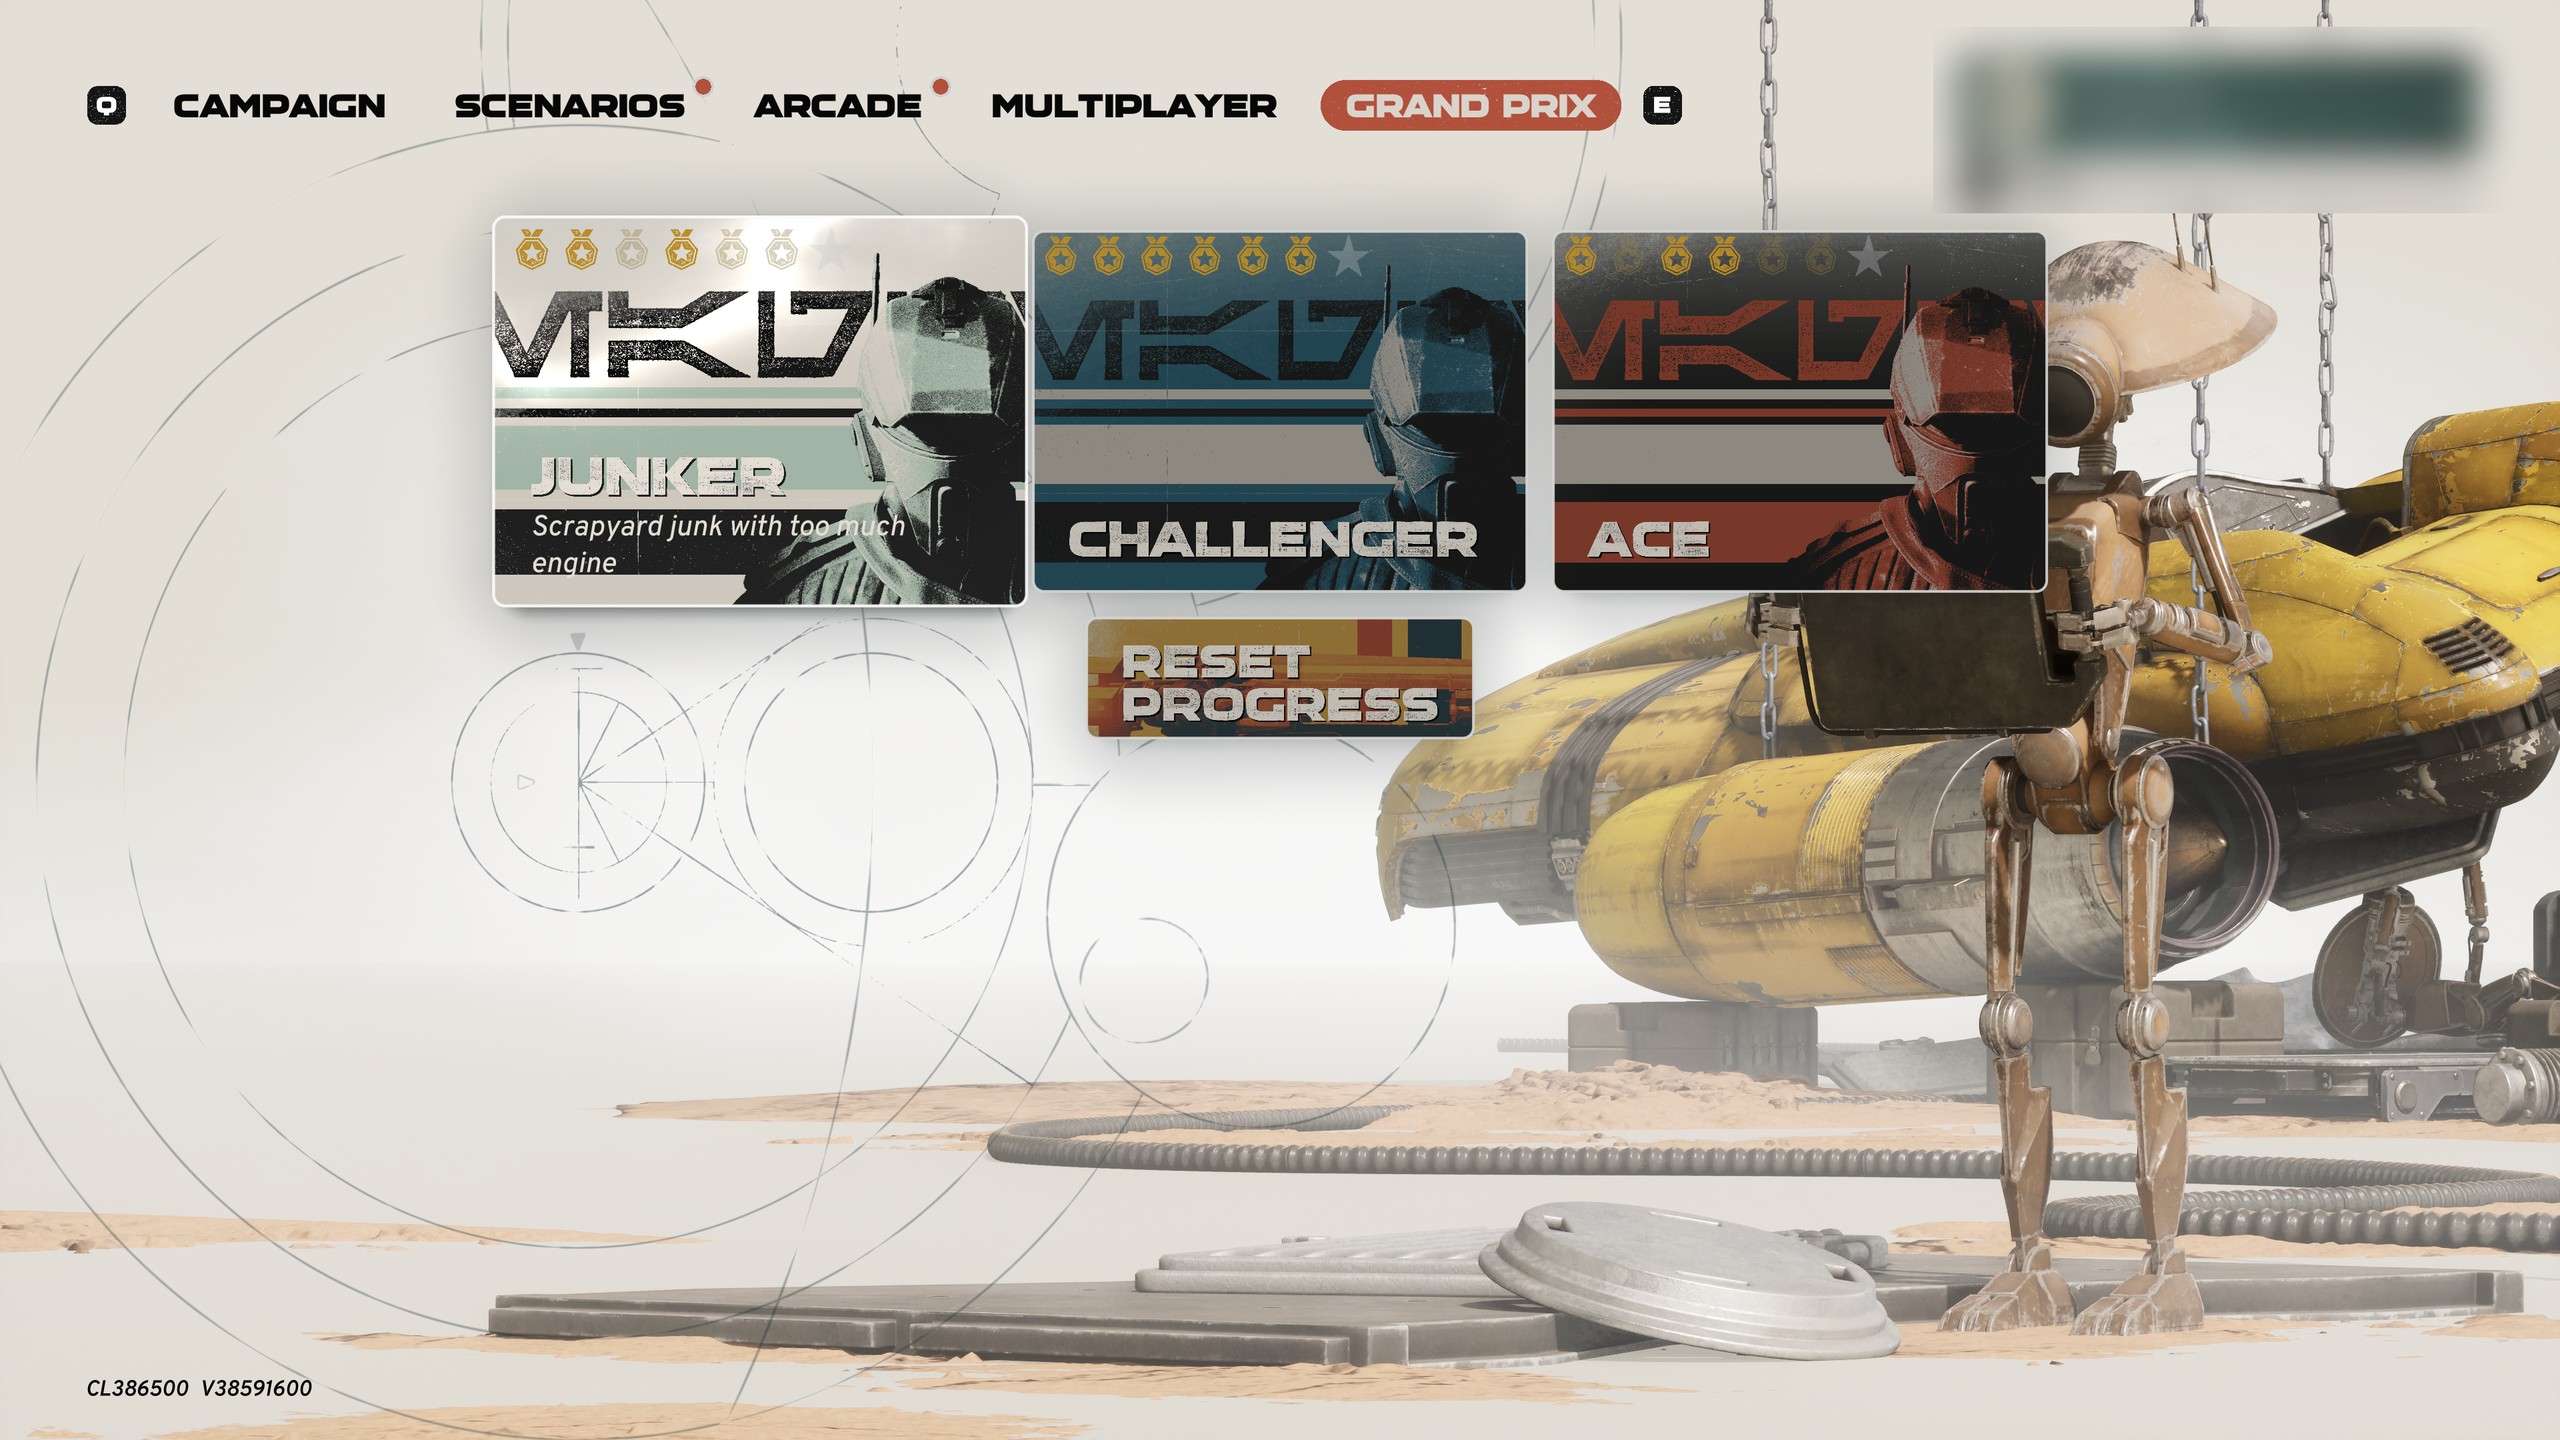 Q CAMPAIGN SCENARIOS ARCADE MULTIPLAYER GRAND PRIX E
JUNKER
Scrapyard junk with too much
engine
CHALLENGER
ACE
RESET
PROGRESS
CL386500 V38591600